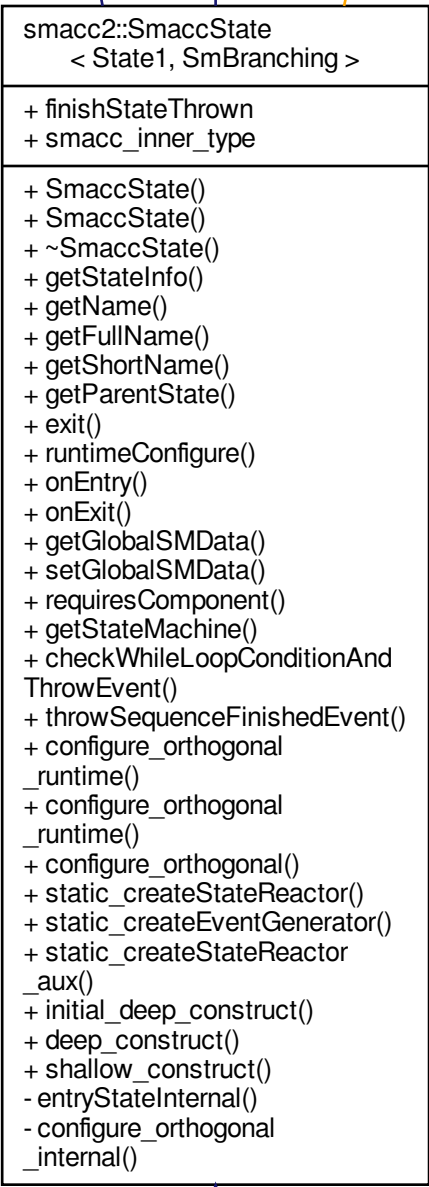 smacc2::SmaccState
< State1, SmBranching >
+ finishStateThrown
+ smacc_inner_type
+ SmaccState()
+ SmaccState()
+ ~SmaccState()
+ getStateInfo()
+ getName()
+ getFullName()
+ getShortName()
+ getParentState()
+ exit()
+ runtimeConfigure()
+ onEntry()
+ onExit()
+ getGlobalSMData()
+ setGlobalSMData()
+ requiresComponent()
+ getStateMachine()
+ checkWhileLoopConditionAnd
ThrowEvent()
+ throwSequenceFinishedEvent()
+ configure_orthogonal
_runtime()
+ configure_orthogonal
_runtime()
+ configure_orthogonal()
+ static_createStateReactor()
+ static_createEventGenerator()
+ static_createStateReactor
_aux()
+ initial_deep_construct()
+ deep_construct()
+ shallow_construct()
- entryStateInternal()
- configure_orthogonal
_internal()